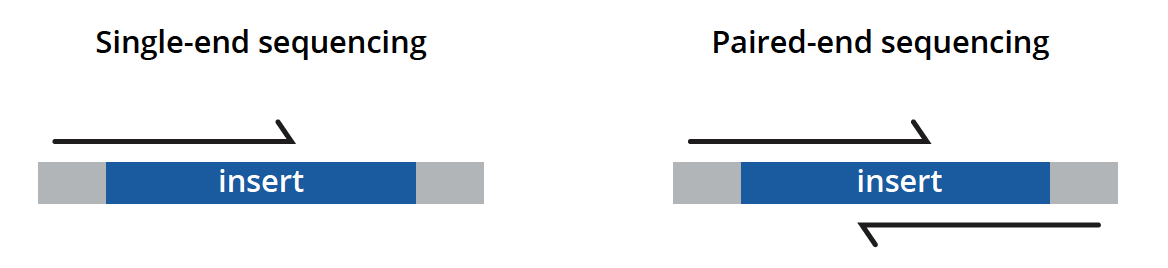 Single-end sequencing
Paired-end sequencing
insert
insert